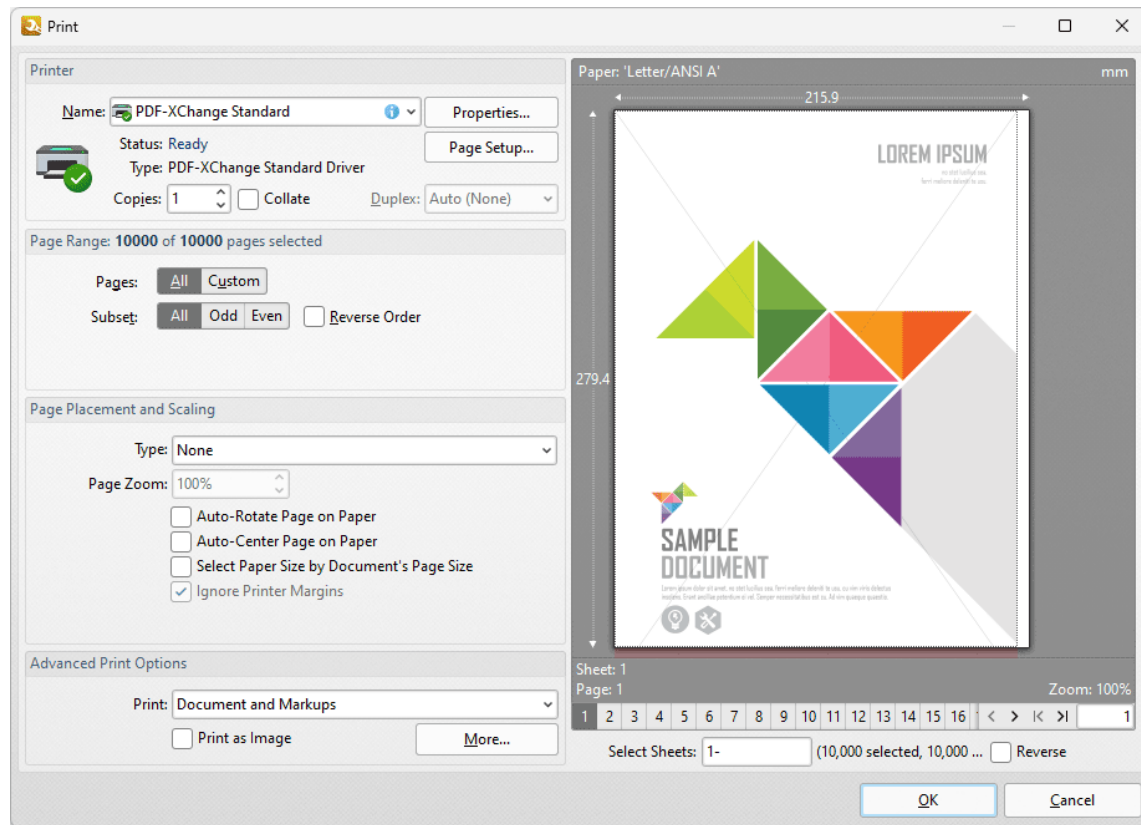 Print
Printer
Name: PDF-XChange Standard
Properties...
Status: Ready
Page Setup...
Type: PDF-XChange Standard Driver
Copies: 1
Collate
Duplex: Auto (None)
Page Range: 10000 of 10000 pages selected
Pages: All Custom
Subset: All Odd Even
Reverse Order
Page Placement and Scaling
Type: None
Page Zoom: 100%
Auto-Rotate Page on Paper
Auto-Center Page on Paper
Select Paper Size by Document's Page Size
Ignore Printer Margins
Advanced Print Options
Print: Document and Markups
Print as Image
More...
Paper: 'Letter/ANSI A' mm
215.9
279.4
LOREM IPSUM
SAMPLE
DOCUMENT
Sheet: 1
Page: 1 Zoom: 100%
1 2 3 4 5 6 7 8 9 10 11 12 13 14 15 16 1
Select Sheets: 1- (10,000 selected, 10,000 ... Reverse
OK Cancel